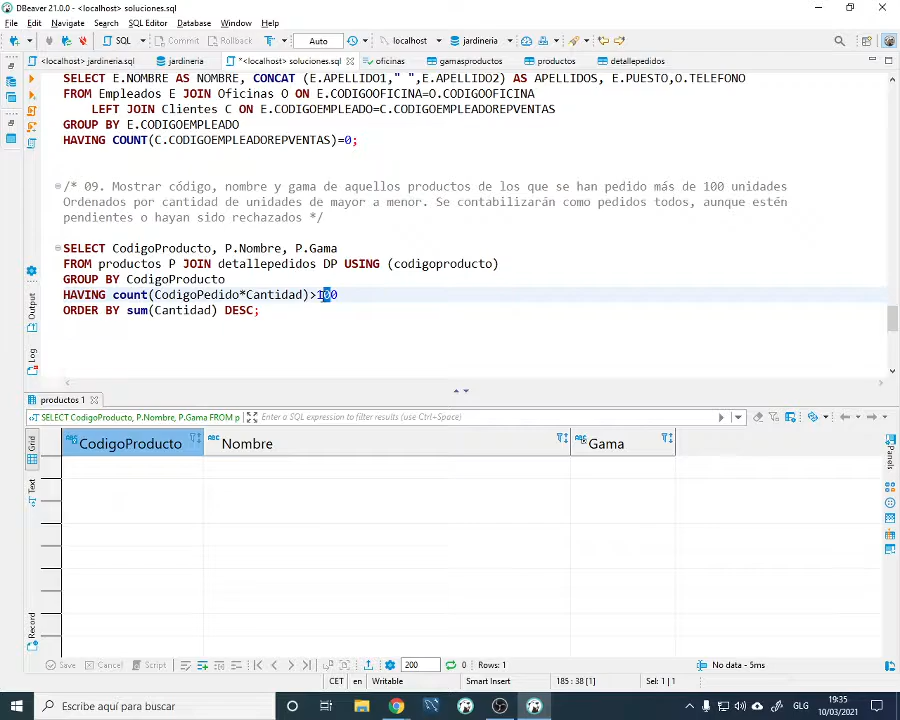 DBeaver 21.0.0 - <localhost> soluciones.sql
File Edit Navigate Search SQL Editor Database Window Help
SQL Commit Rollback T Auto localhost jardineria
<localhost> jardineria.sql jardineria *<localhost> soluciones.sql oficinas gamasproductos productos detallepedidos
SELECT E.NOMBRE AS NOMBRE, CONCAT (E.APELLIDO1," ",E.APELLIDO2) AS APELLIDOS, E.PUESTO,O.TELEFONO
FROM Empleados E JOIN Oficinas O ON E.CODIGOOFICINA=O.CODIGOOFICINA
LEFT JOIN Clientes C ON E.CODIGOEMPLEADO=C.CODIGOEMPLEADOREPVENTAS
GROUP BY E.CODIGOEMPLEADO
HAVING COUNT(C.CODIGOEMPLEADOREPVENTAS)=0;
/* 09. Mostrar código, nombre y gama de aquellos productos de los que se han pedido más de 100 unidades
Ordenados por cantidad de unidades de mayor a menor. Se contabilizarán como pedidos todos, aunque estén
pendientes o hayan sido rechazados */
SELECT CodigoProducto, P.Nombre, P.Gama
FROM productos P JOIN detallepedidos DP USING (codigoproducto)
GROUP BY CodigoProducto
HAVING count(CodigoPedido*Cantidad)>100
ORDER BY sum(Cantidad) DESC;
Output
Log
productos 1
SELECT CodigoProducto, P.Nombre, P.Gama FROM p Enter a SQL expression to filter results (use Ctrl+Space)
Grid
Text
Record
CodigoProducto Nombre Gama
Panels
Save Cancel Script 200 0 Rows: 1 No data - 5ms
CET en Writable Smart Insert 185 : 38 [1] Sel: 1 | 1
Escribe aquí para buscar
GLG
19:35
10/03/2021